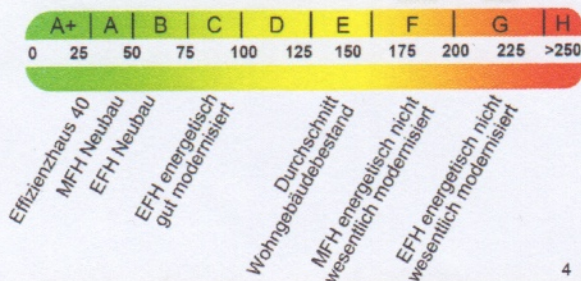 A+ A B C D E F G H
0 25 50 75 100 125 150 175 200 225 >250
Effizienzhaus 40
MFH Neubau
EFH Neubau
EFH energetisch
gut modernisiert
Durchschnitt
Wohngebäudebestand
MFH energetisch nicht
wesentlich modernisiert
EFH energetisch nicht
wesentlich modernisiert
4